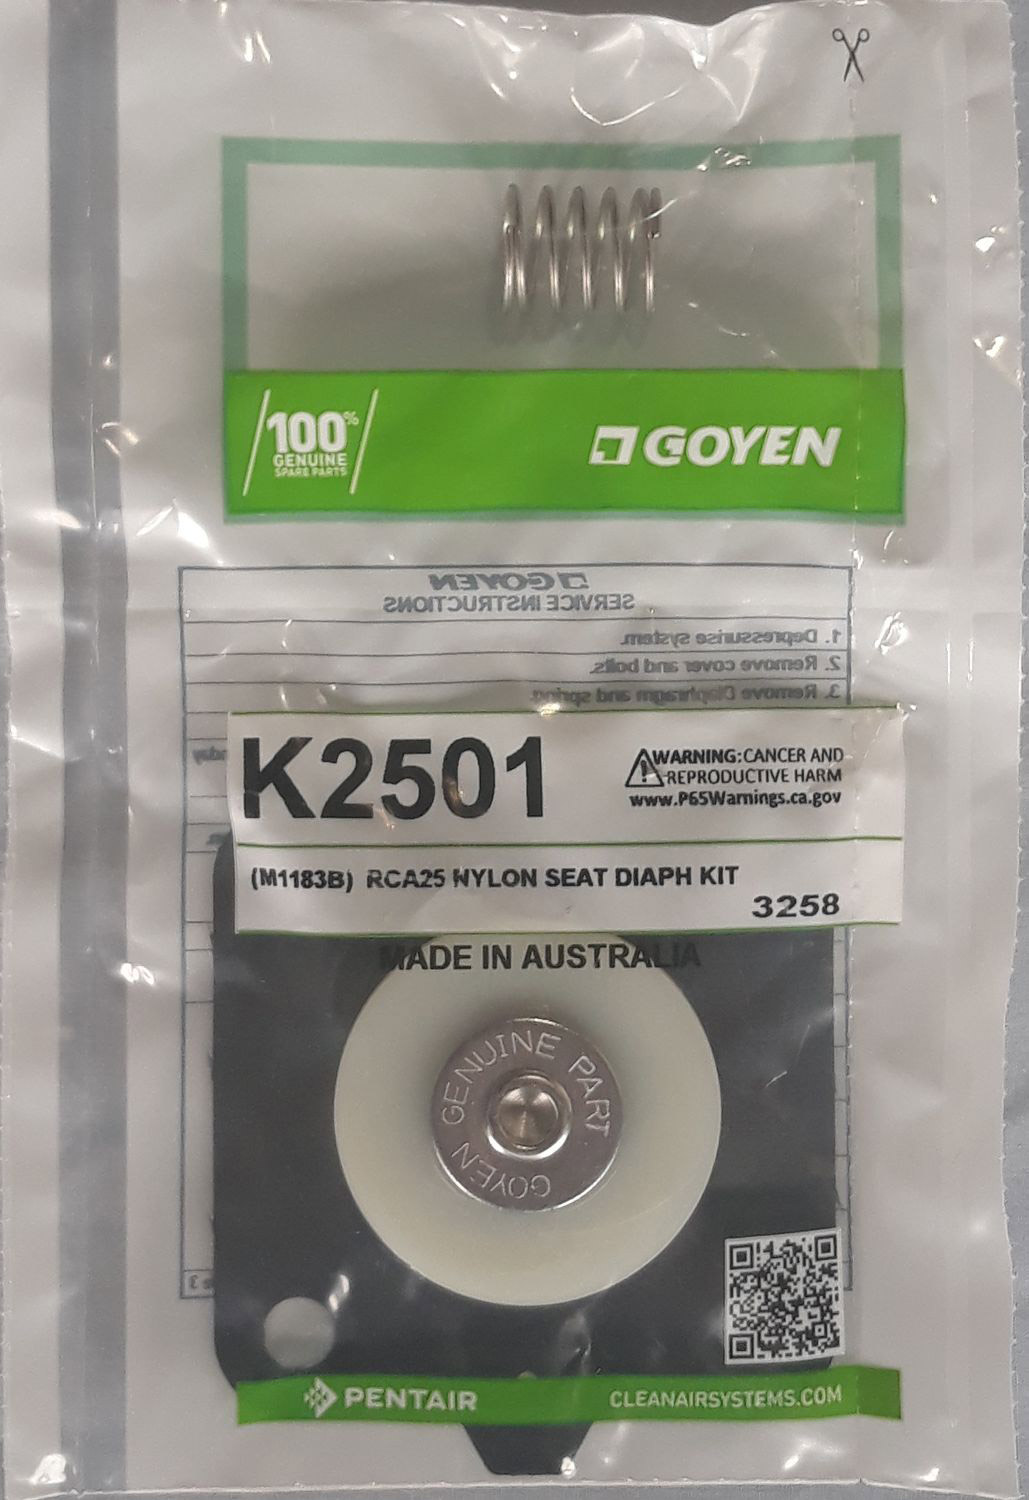 100%
GENUINE
SPARE PARTS
GOYEN
GOYEN
SERVICE INSTRUCTIONS
1. Depressurise system.
2. Remove cover and bolts.
3. Remove Diaphragm and spring.
K2501
WARNING: CANCER AND
REPRODUCTIVE HARM
www.P65Warnings.ca.gov
(M1183B) RCA25 NYLON SEAT DIAPH KIT
3258
MADE IN AUSTRALIA
GENUINE PART
GOYEN
PENTAIR
CLEANAIRSYSTEMS.COM